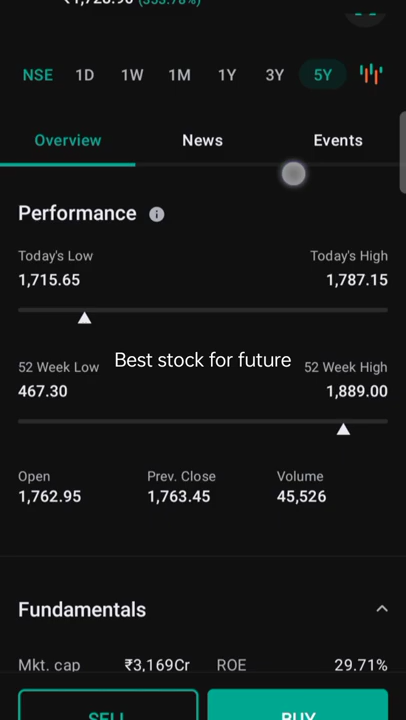 NSE 1D 1W 1M 1Y 3Y 5Y
Overview News Events
Performance
Today's Low Today's High
1,715.65 1,787.15
Best stock for future
52 Week Low 52 Week High
467.30 1,889.00
Open Prev. Close Volume
1,762.95 1,763.45 45,526
Fundamentals
Mkt. cap ₹3,169Cr ROE 29.71%
SELL BUY